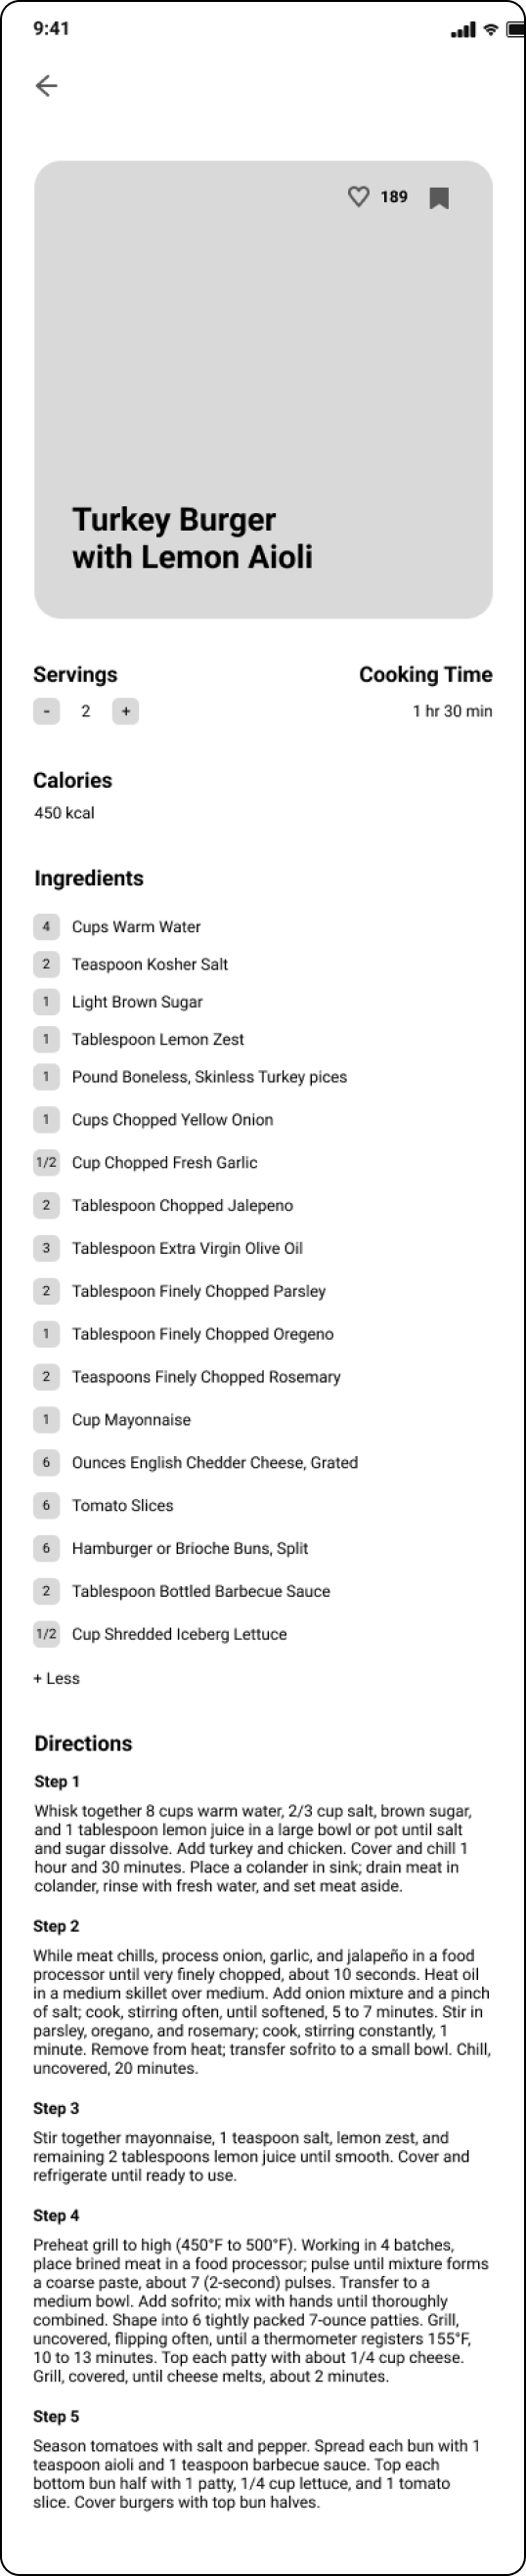 9:41
189
Turkey Burger
with Lemon Aioli
Servings
Cooking Time
- 2 +
1 hr 30 min
Calories
450 kcal
Ingredients
4 Cups Warm Water
2 Teaspoon Kosher Salt
1 Light Brown Sugar
1 Tablespoon Lemon Zest
1 Pound Boneless, Skinless Turkey pices
1 Cups Chopped Yellow Onion
1/2 Cup Chopped Fresh Garlic
2 Tablespoon Chopped Jalepeno
3 Tablespoon Extra Virgin Olive Oil
2 Tablespoon Finely Chopped Parsley
1 Tablespoon Finely Chopped Oregeno
2 Teaspoons Finely Chopped Rosemary
1 Cup Mayonnaise
6 Ounces English Chedder Cheese, Grated
6 Tomato Slices
6 Hamburger or Brioche Buns, Split
2 Tablespoon Bottled Barbecue Sauce
1/2 Cup Shredded Iceberg Lettuce
+ Less
Directions
Step 1
Whisk together 8 cups warm water, 2/3 cup salt, brown sugar,
and 1 tablespoon lemon juice in a large bowl or pot until salt
and sugar dissolve. Add turkey and chicken. Cover and chill 1
hour and 30 minutes. Place a colander in sink; drain meat in
colander, rinse with fresh water, and set meat aside.
Step 2
While meat chills, process onion, garlic, and jalapeño in a food
processor until very finely chopped, about 10 seconds. Heat oil
in a medium skillet over medium. Add onion mixture and a pinch
of salt; cook, stirring often, until softened, 5 to 7 minutes. Stir in
parsley, oregano, and rosemary; cook, stirring constantly, 1
minute. Remove from heat; transfer sofrito to a small bowl. Chill,
uncovered, 20 minutes.
Step 3
Stir together mayonnaise, 1 teaspoon salt, lemon zest, and
remaining 2 tablespoons lemon juice until smooth. Cover and
refrigerate until ready to use.
Step 4
Preheat grill to high (450°F to 500°F). Working in 4 batches,
place brined meat in a food processor; pulse until mixture forms
a coarse paste, about 7 (2-second) pulses. Transfer to a
medium bowl. Add sofrito; mix with hands until thoroughly
combined. Shape into 6 tightly packed 7-ounce patties. Grill,
uncovered, flipping often, until a thermometer registers 155°F,
10 to 13 minutes. Top each patty with about 1/4 cup cheese.
Grill, covered, until cheese melts, about 2 minutes.
Step 5
Season tomatoes with salt and pepper. Spread each bun with 1
teaspoon aioli and 1 teaspoon barbecue sauce. Top each
bottom bun half with 1 patty, 1/4 cup lettuce, and 1 tomato
slice. Cover burgers with top bun halves.